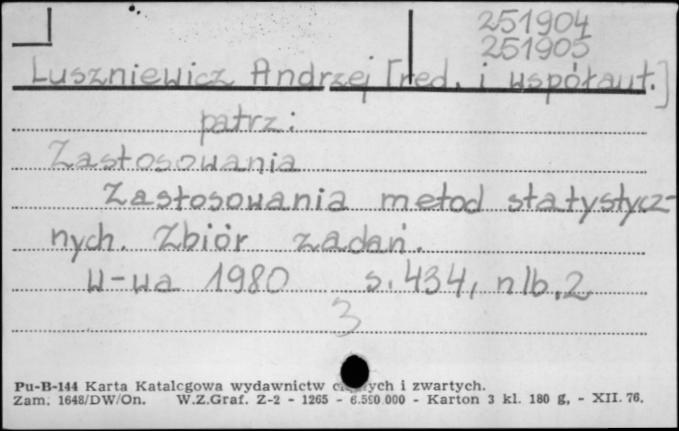 251904
251905
Luszniewicz Andrzej [red. i współaut.]
patrz:
Zastosowania
Zastosowania metod statystycz-
nych. Zbiór zadań.
W-wa 1980 s. 434, nlb. 2
3
Pu-B-144 Karta Katalogowa wydawnictw ciągłych i zwartych.
Zam. 1648/DW/On. W.Z.Graf. Z-2 - 1265 - 6.500.000 - Karton 3 kl. 180 g, - XII. 76.